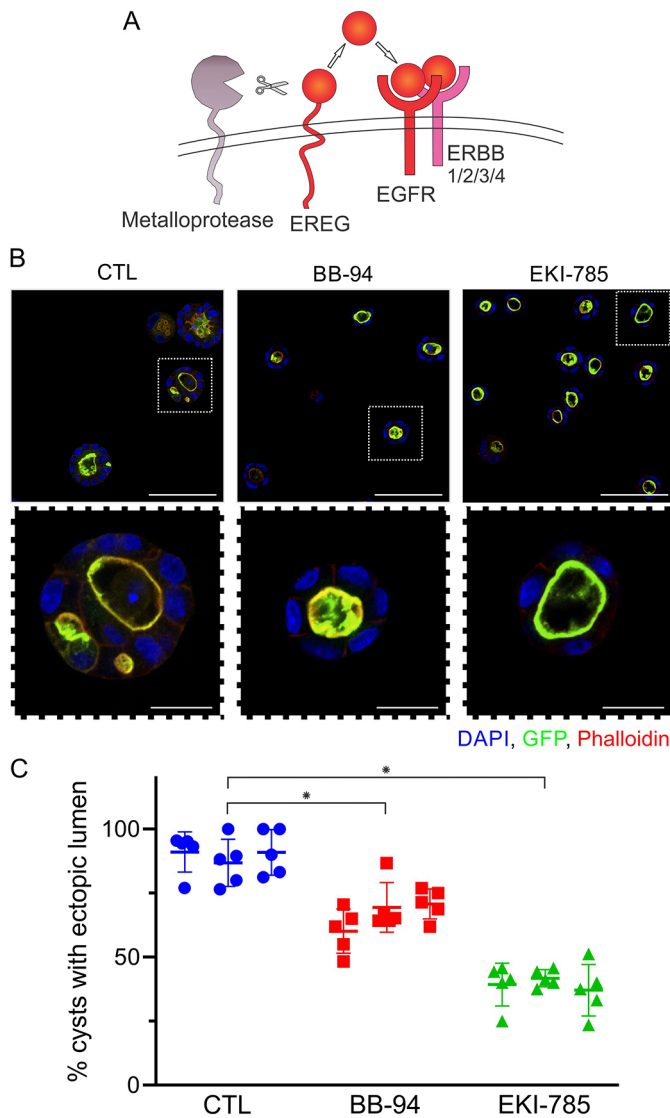 A
Metalloprotease
EREG
EGFR
ERBB
1/2/3/4
B
CTL BB-94 EKI-785
DAPI, GFP, Phalloidin
C
* 
*
% cysts with ectopic lumen
100
50
0
CTL BB-94 EKI-785